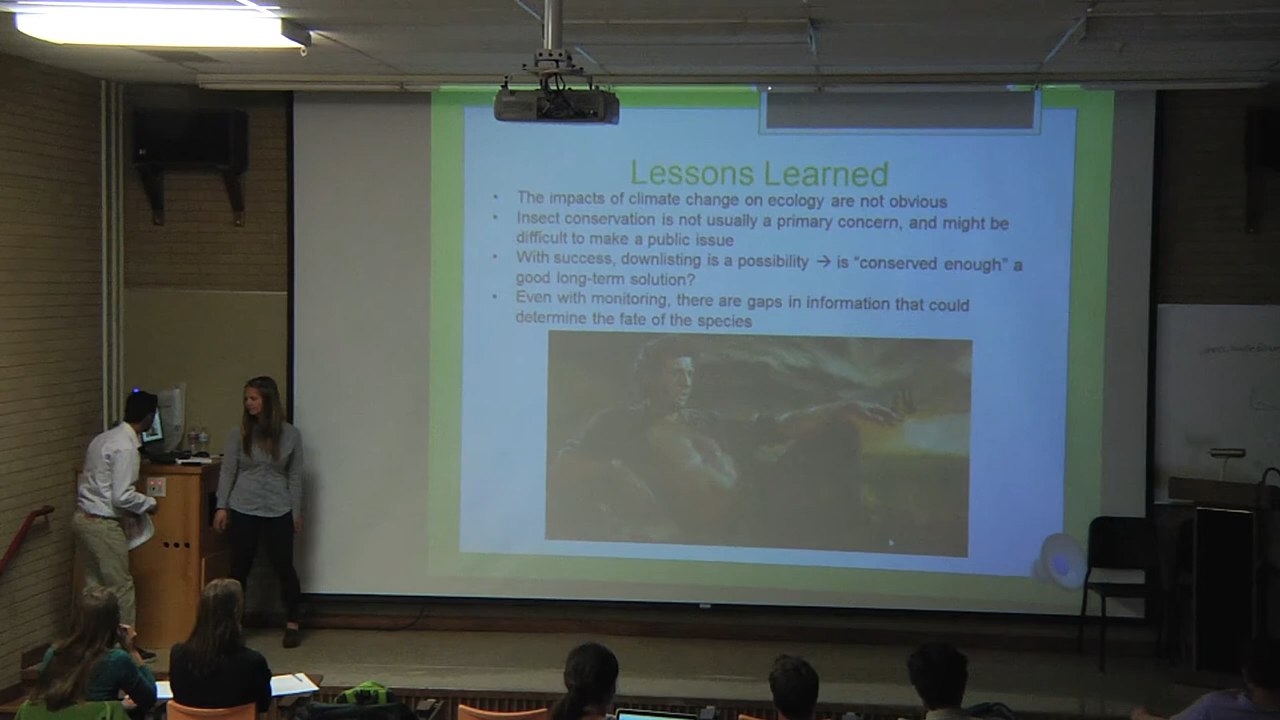 Lessons Learned
• The impacts of climate change on ecology are not obvious
• Insect conservation is not usually a primary concern, and might be
difficult to make a public issue
• With success, downlisting is a possibility → is "conserved enough" a
good long-term solution?
• Even with monitoring, there are gaps in information that could
determine the fate of the species